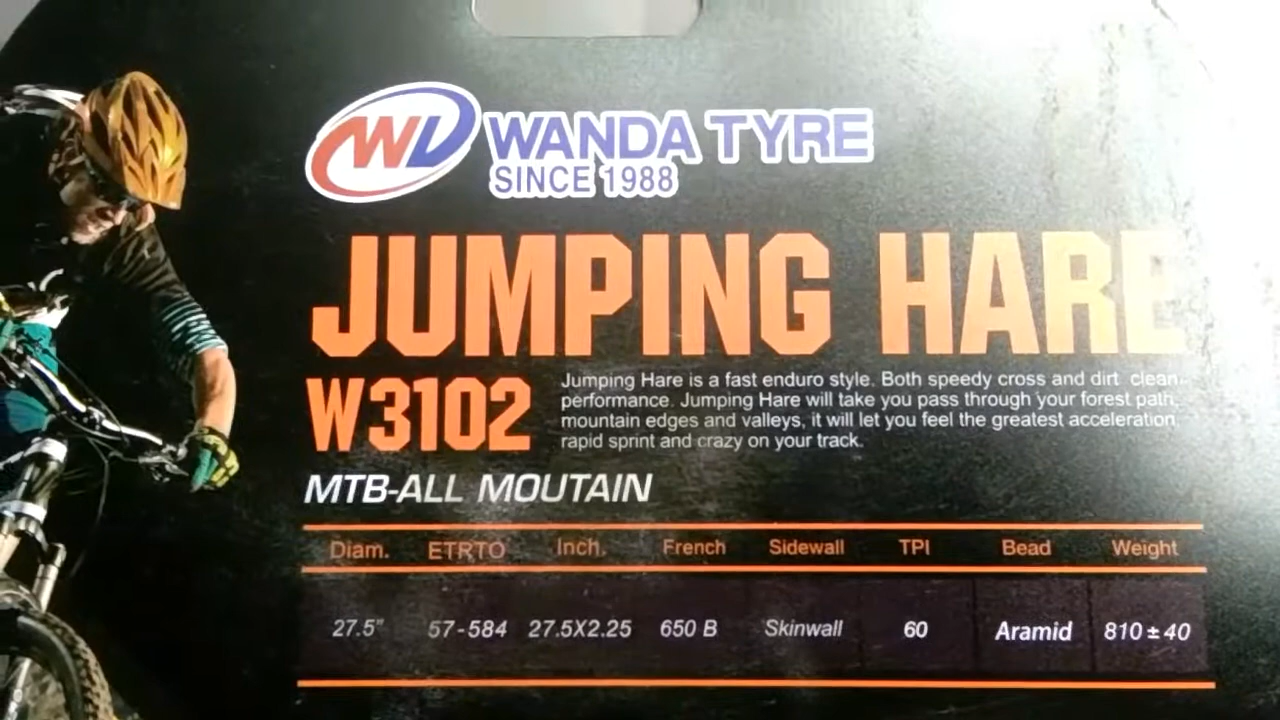 WD WANDA TYRE
SINCE 1988
JUMPING HARE
W3102
Jumping Hare is a fast enduro style. Both speedy cross and dirt clean
performance. Jumping Hare will take you pass through your forest path,
mountain edges and valleys, it will let you feel the greatest acceleration,
rapid sprint and crazy on your track.
MTB-ALL MOUTAIN
Diam. ETRTO Inch. French Sidewall TPI Bead Weight
27.5" 57-584 27.5X2.25 650 B Skinwall 60 Aramid 810±40